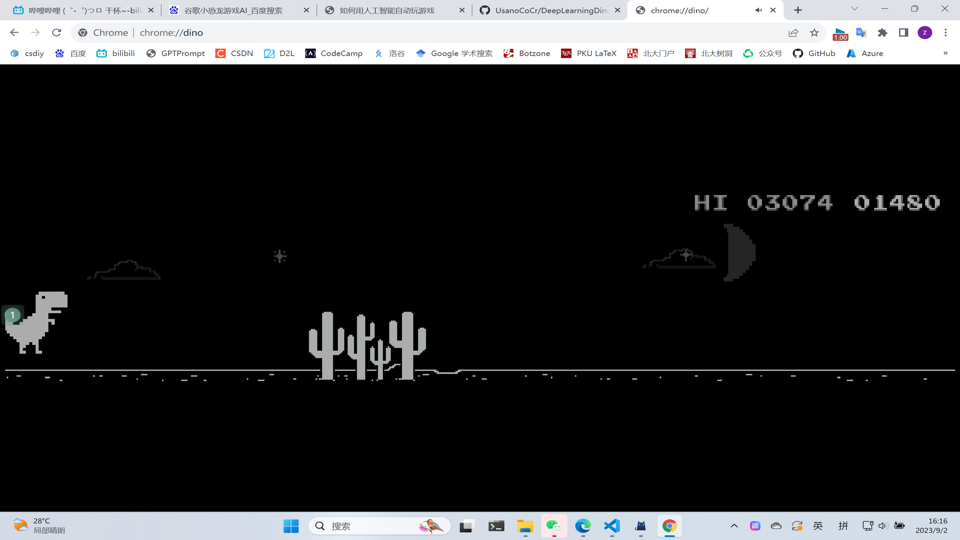 哔哩哔哩 (゜-゜)つロ 干杯~-bili
谷歌小恐龙游戏AI_百度搜索
如何用人工智能自动玩游戏
UsanoCoCr/DeepLearningDin
chrome://dino/
Chrome | chrome://dino
1.00
z
csdiy
百度
bilibili
GPTPrompt
CSDN
D2L
CodeCamp
洛谷
Google 学术搜索
Botzone
PKU LaTeX
北大门户
北大树洞
公众号
GitHub
Azure
»
HI 03074 01480
1
28°C
局部晴朗
搜索
英
拼
16:16
2023/9/2